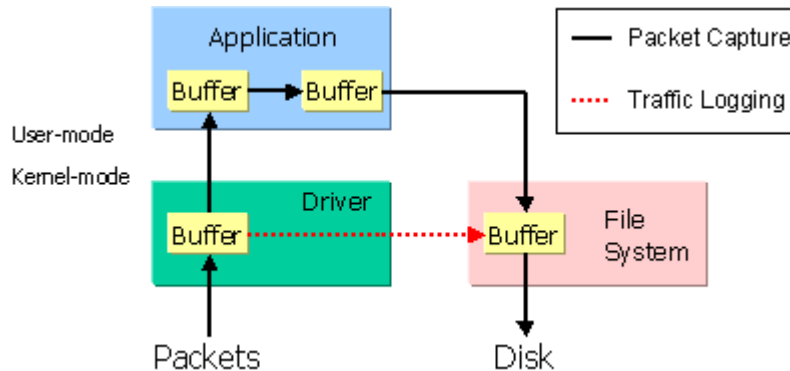 Application
Packet Capture
Buffer
Buffer
Traffic Logging
User-mode
Kernel-mode
Driver
File
System
Buffer
Buffer
Packets
Disk